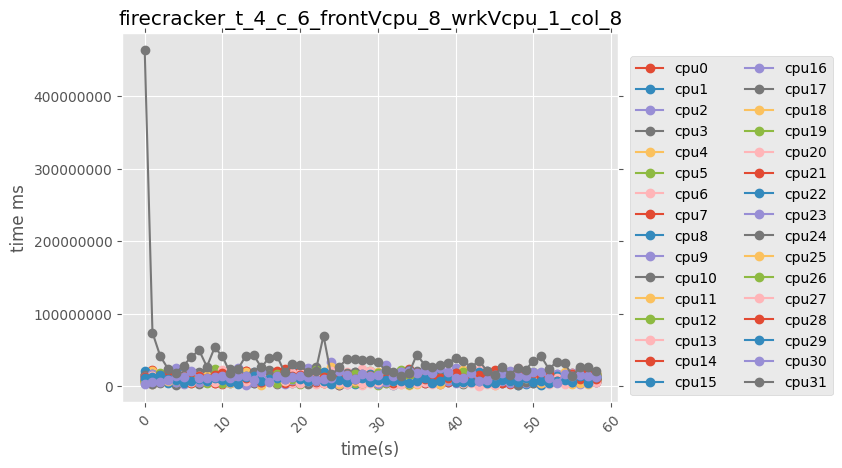 firecracker_t_4_c_6_frontVcpu_8_wrkVcpu_1_col_8
time ms
400000000
300000000
200000000
100000000
0
0
10
20
30
40
50
60
time(s)
cpu0
cpu1
cpu2
cpu3
cpu4
cpu5
cpu6
cpu7
cpu8
cpu9
cpu10
cpu11
cpu12
cpu13
cpu14
cpu15
cpu16
cpu17
cpu18
cpu19
cpu20
cpu21
cpu22
cpu23
cpu24
cpu25
cpu26
cpu27
cpu28
cpu29
cpu30
cpu31